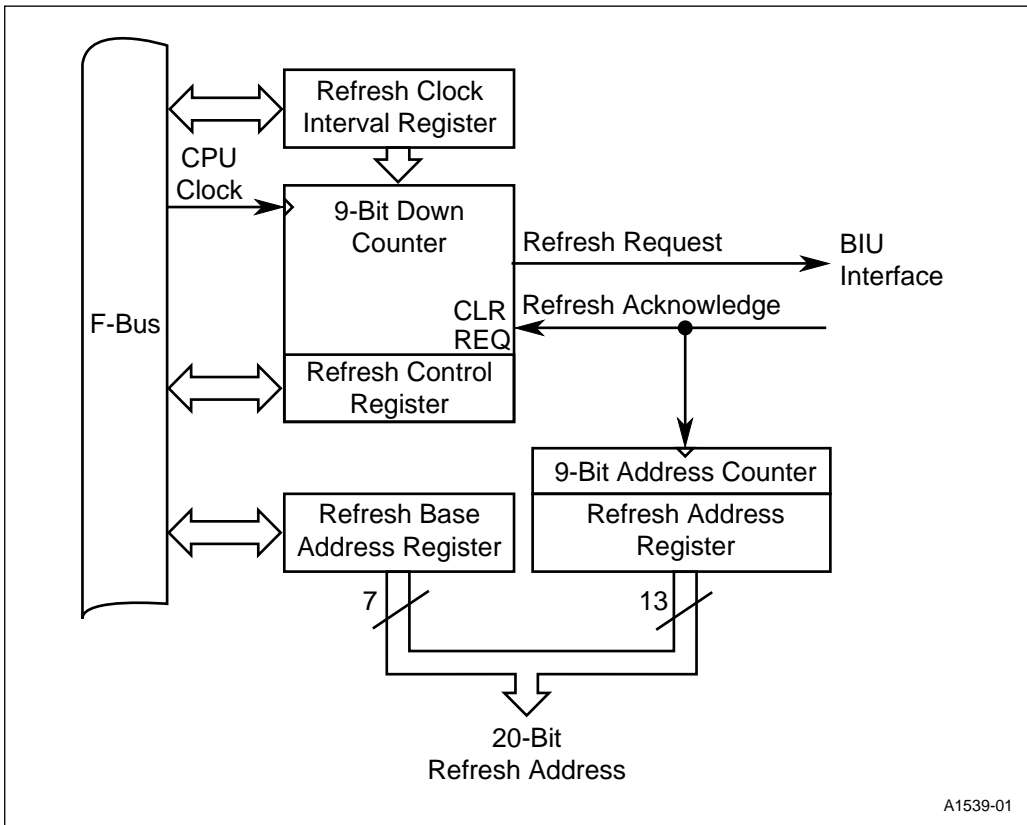 Refresh Clock
Interval Register
CPU
Clock
9-Bit Down
Counter
Refresh Request
BIU
Interface
F-Bus
CLR
REQ
Refresh Acknowledge
Refresh Control
Register
9-Bit Address Counter
Refresh Base
Address Register
Refresh Address
Register
7
13
20-Bit
Refresh Address
A1539-01